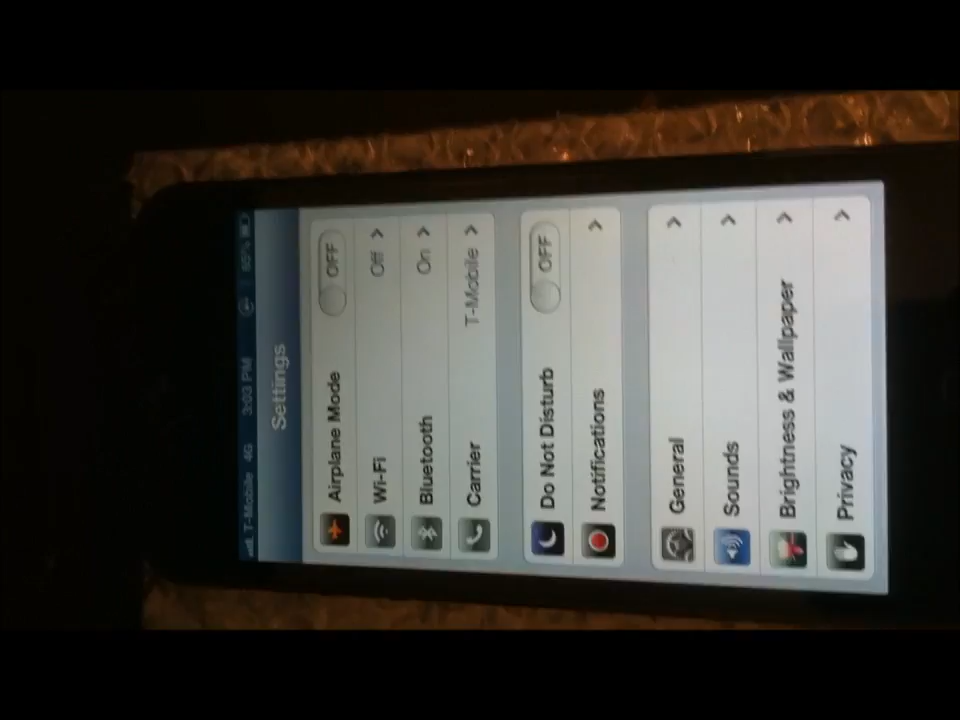 T-Mobile 4G 3:03 PM
Settings
Airplane Mode OFF
Wi-Fi Off
Bluetooth On
Carrier T-Mobile
Do Not Disturb OFF
Notifications
General
Sounds
Brightness & Wallpaper
Privacy